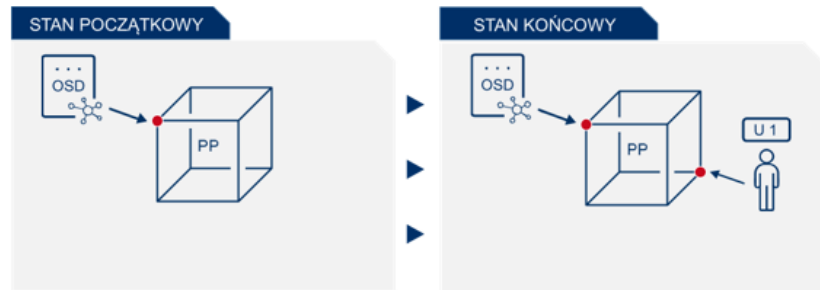 STAN POCZĄTKOWY
STAN KOŃCOWY
...
OSD
PP
...
OSD
PP
U 1